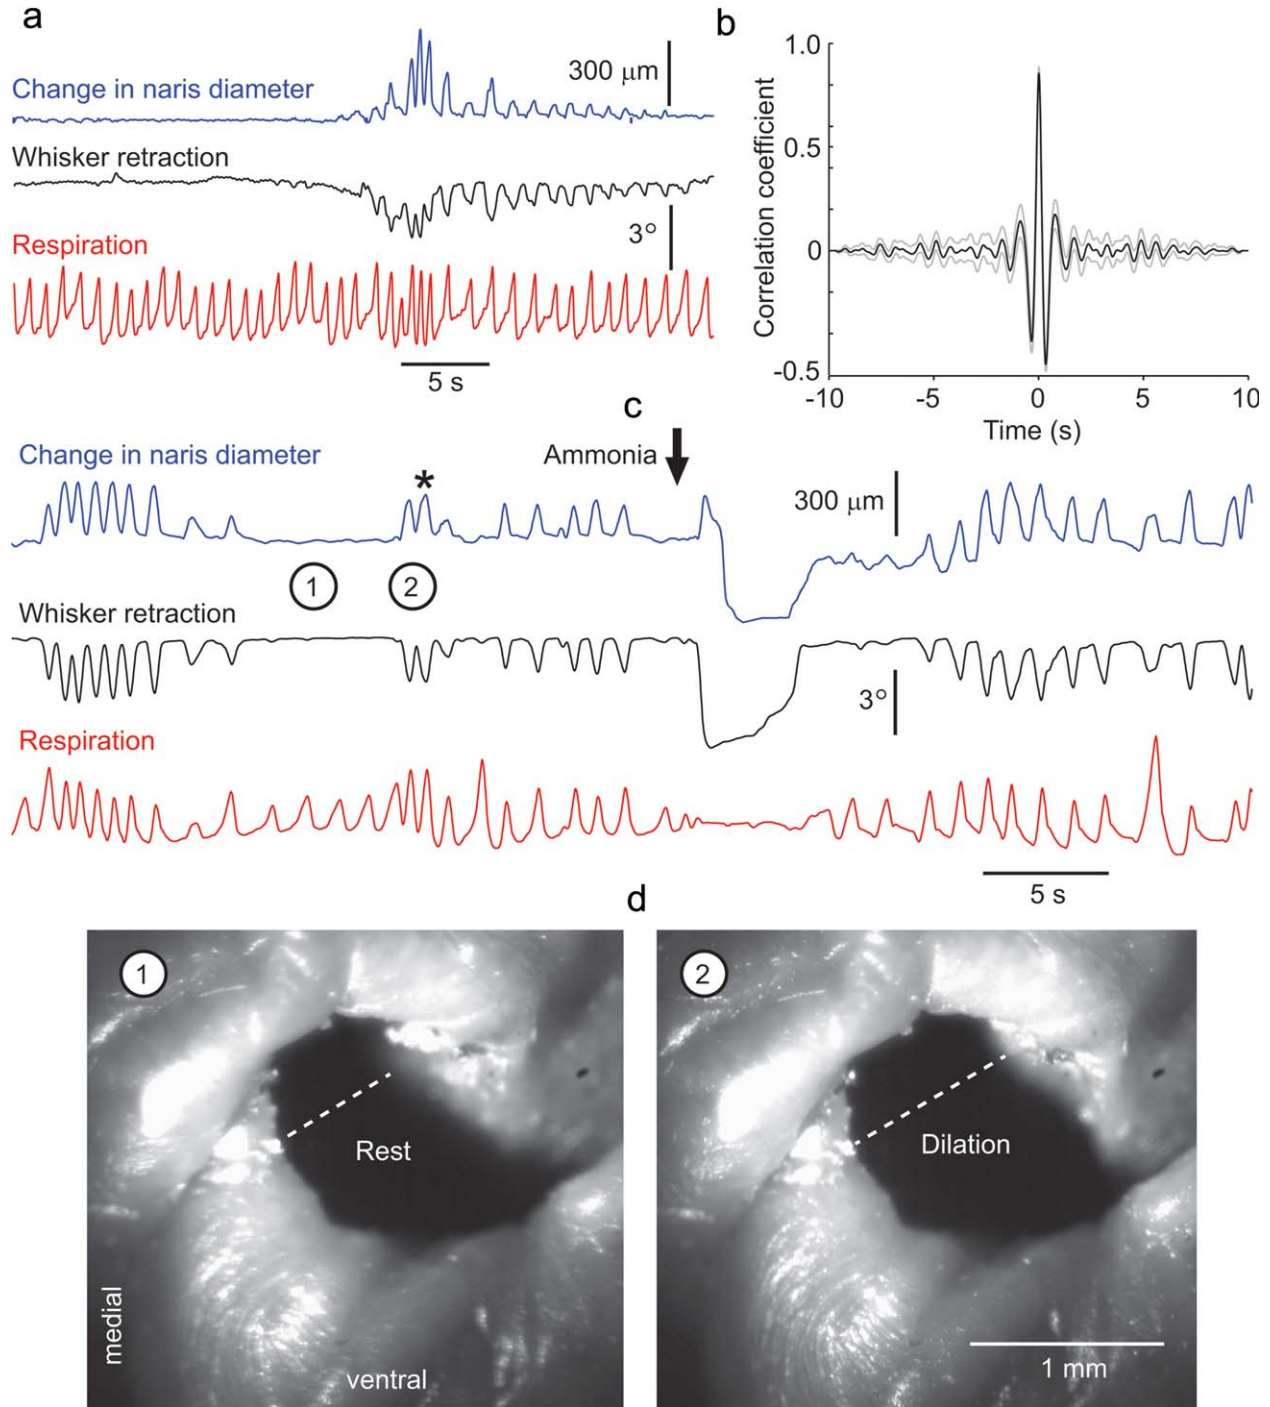 a
Change in naris diameter
300 μm
Whisker retraction
3°
Respiration
5 s
b
Correlation coefficient
1.0
0.5
0
-0.5
-10 -5 0 5 10
Time (s)
c
Change in naris diameter
*
Ammonia
300 μm
1 2
Whisker retraction
3°
Respiration
5 s
d
1
Rest
medial
ventral
2
Dilation
1 mm